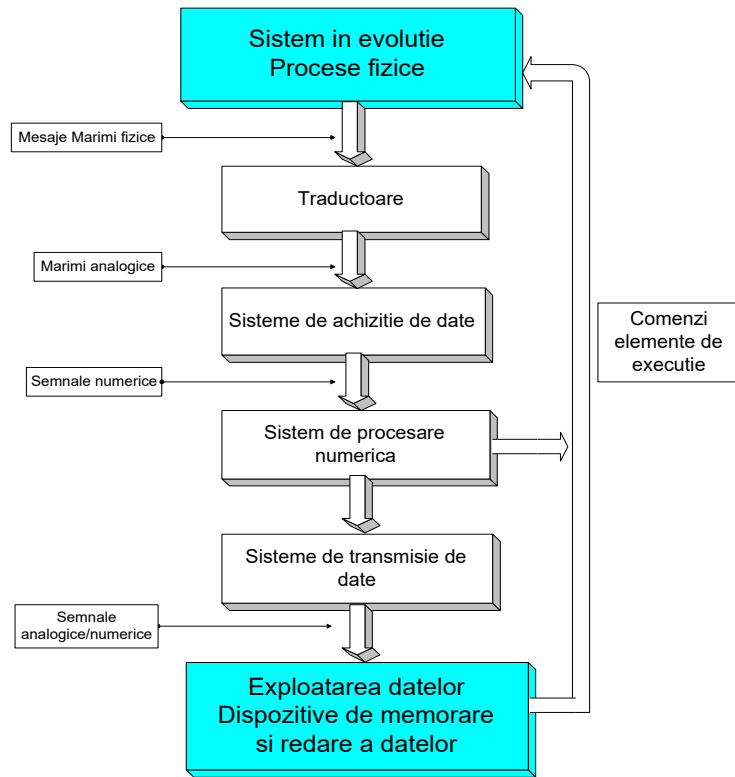 Sistem in evolutie
Procese fizice
Mesaje Marimi fizice
Traductoare
Marimi analogice
Sisteme de achizitie de date
Comenzi
elemente de
executie
Semnale numerice
Sistem de procesare
numerica
Sisteme de transmisie de
date
Semnale
analogice/numerice
Exploatarea datelor
Dispozitive de memorare
si redare a datelor